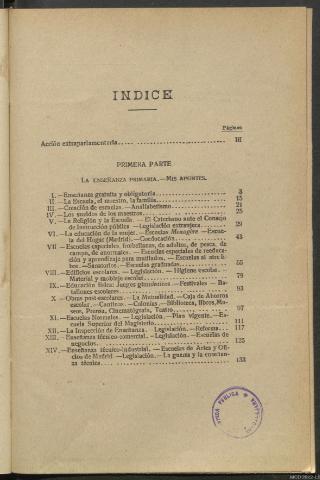 INDICE
Páginas
Acción extraparlamentaria III
PRIMERA PARTE
LA ENSEÑANZA PRIMARIA.—MIS APUNTES.
I.—Enseñanza gratuita y obligatoria 3
II.—La Escuela, el maestro, la familia 15
III.—Creación de escuelas.—Analfabetismo 21
IV.—Los sueldos de los maestros 25
V.—La Religión y la Escuela.—El Catecismo ante el Consejo
de Instrucción pública.—Legislación extranjera 29
VI.—La educación de la mujer.—Escuelas Ménagère.—Escuela
del Hogar (Madrid).—Coeducación 43
VII—Escuelas especiales, froebelianas, de adultos, de pesca, de
campo, de anormales.—Escuelas especiales de reeducación
y aprendizaje para mutilados.—Escuelas al aire libre.
—Sanatorios.—Escuelas graduadas 55
VIII.—Edificios escolares.—Legislación.—Higiene escolar
Material y moblaje escolar 79
IX.—Educación física: Juegos gimnásticos.—Festivales.—Batallones
escolares 93
X.—Obras post-escolares.—La Mutualidad.—Caja de Ahorros
escolar.—Cantinas.—Colonias.—Biblioteca, libros, Museos,
Prensa, Cinematógrafo, Teatro 97
XI.—Escuelas Normales.—Legislación.—Plan vigente.—Escuela
Superior del Magisterio 111
XII.—La Inspección de Enseñanza.—Legislación.—Reforma 117
XIII.—Enseñanza técnico-comercial.—Legislación.—Escuelas de
negocios 125
XIV.—Enseñanza técnico-industrial.—Escuelas de Artes y Oficios
de Madrid.—Legislación.—La guerra y la enseñanza
técnica 133